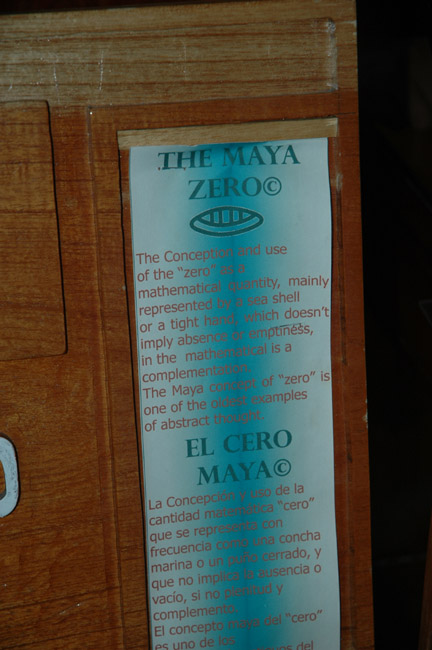 THE MAYA
ZERO©
The Conception and use
of the "zero" as a
mathematical quantity, mainly
represented by a sea shell
or a tight hand, which doesn't
imply absence or emptiness,
in the mathematical is a
complementation.
The Maya concept of "zero" is
one of the oldest examples
of abstract thought.
EL CERO
MAYA©
La Concepción y uso de la
cantidad matemática "cero"
que se representa con
frecuencia como una concha
marina o un puño cerrado, y
que no implica la ausencia o
vacío, si no plenitud y
complemento.
El concepto maya del "cero"
es uno de los
del